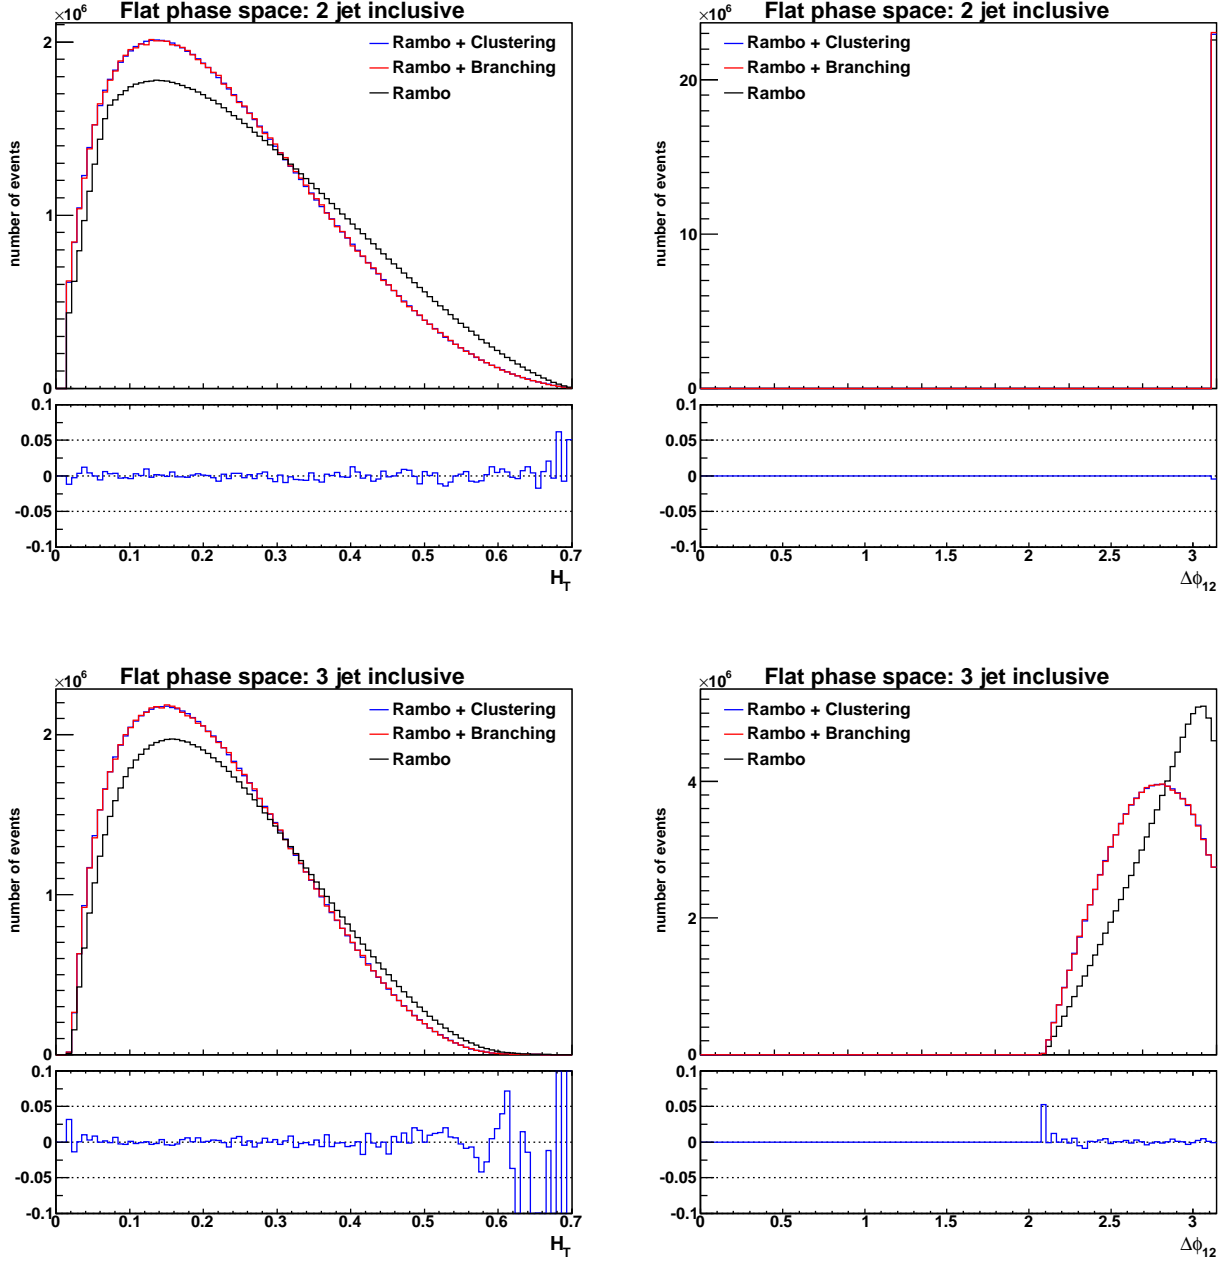 Flat phase space: 2 jet inclusive
×10⁶
Rambo + Clustering
Rambo + Branching
Rambo
number of events
2
1
0
0.1
0.05
0
-0.05
-0.1
0 0.1 0.2 0.3 0.4 0.5 0.6 0.7
H_T
Flat phase space: 2 jet inclusive
×10⁶
Rambo + Clustering
Rambo + Branching
Rambo
number of events
20
10
0
0.1
0.05
0
-0.05
-0.1
0 0.5 1 1.5 2 2.5 3
Δϕ₁₂
Flat phase space: 3 jet inclusive
×10⁶
Rambo + Clustering
Rambo + Branching
Rambo
number of events
2
1
0
0.1
0.05
0
-0.05
-0.1
0 0.1 0.2 0.3 0.4 0.5 0.6 0.7
H_T
Flat phase space: 3 jet inclusive
×10⁶
Rambo + Clustering
Rambo + Branching
Rambo
number of events
4
2
0
0.1
0.05
0
-0.05
-0.1
0 0.5 1 1.5 2 2.5 3
Δϕ₁₂